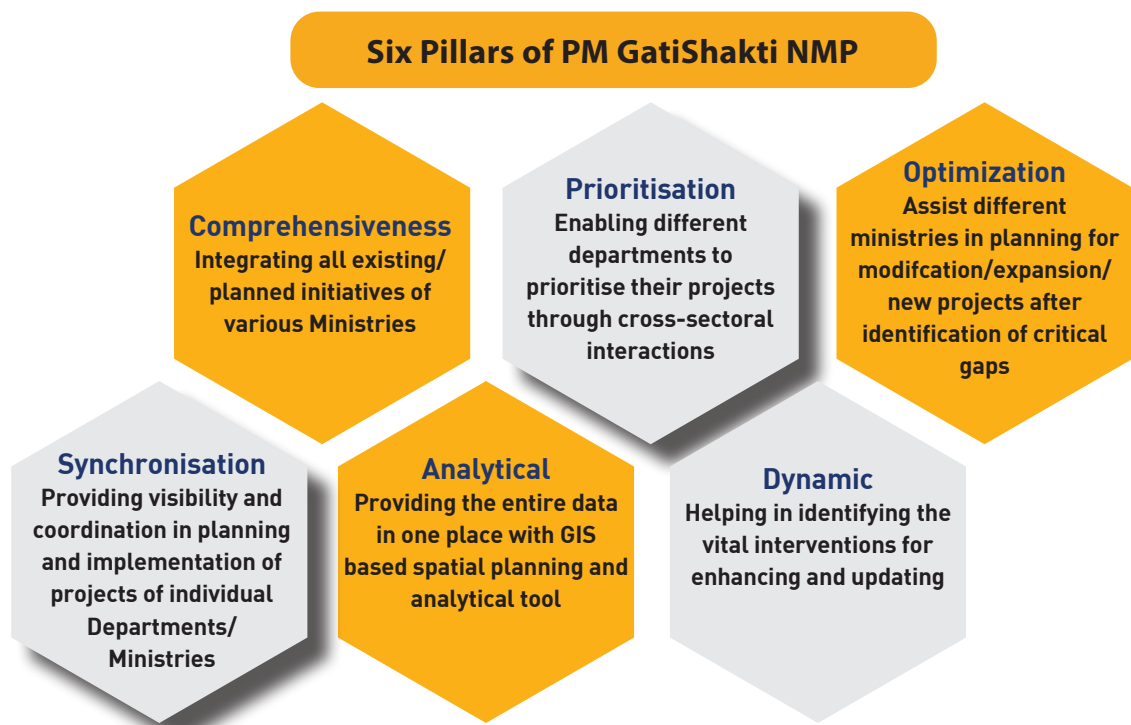 Six Pillars of PM GatiShakti NMP
Comprehensiveness
Integrating all existing/
planned initiatives of
various Ministries
Prioritisation
Enabling different
departments to
prioritise their projects
through cross-sectoral
interactions
Optimization
Assist different
ministries in planning for
modifcation/expansion/
new projects after
identification of critical
gaps
Synchronisation
Providing visibility and
coordination in planning
and implementation of
projects of individual
Departments/
Ministries
Analytical
Providing the entire data
in one place with GIS
based spatial planning and
analytical tool
Dynamic
Helping in identifying the
vital interventions for
enhancing and updating